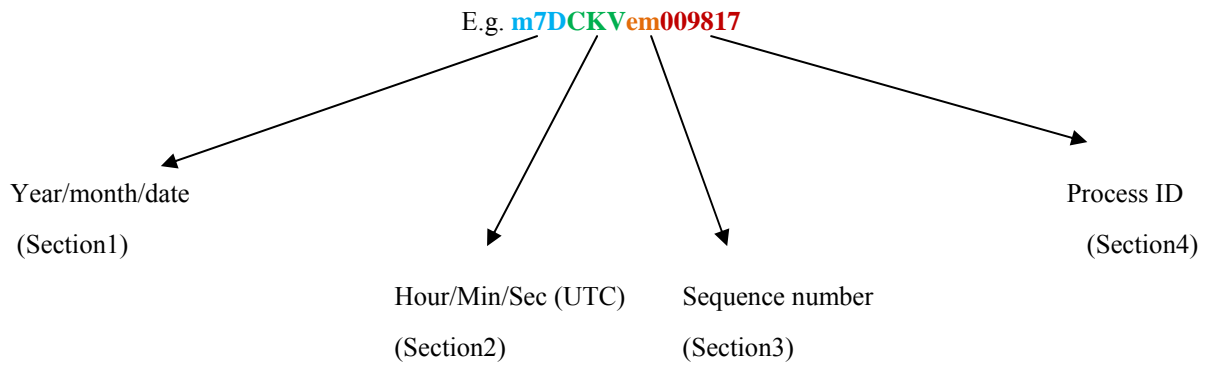 E.g. m7DCKVem009817
Year/month/date
(Section1)
Process ID
(Section4)
Hour/Min/Sec (UTC)
(Section2)
Sequence number
(Section3)